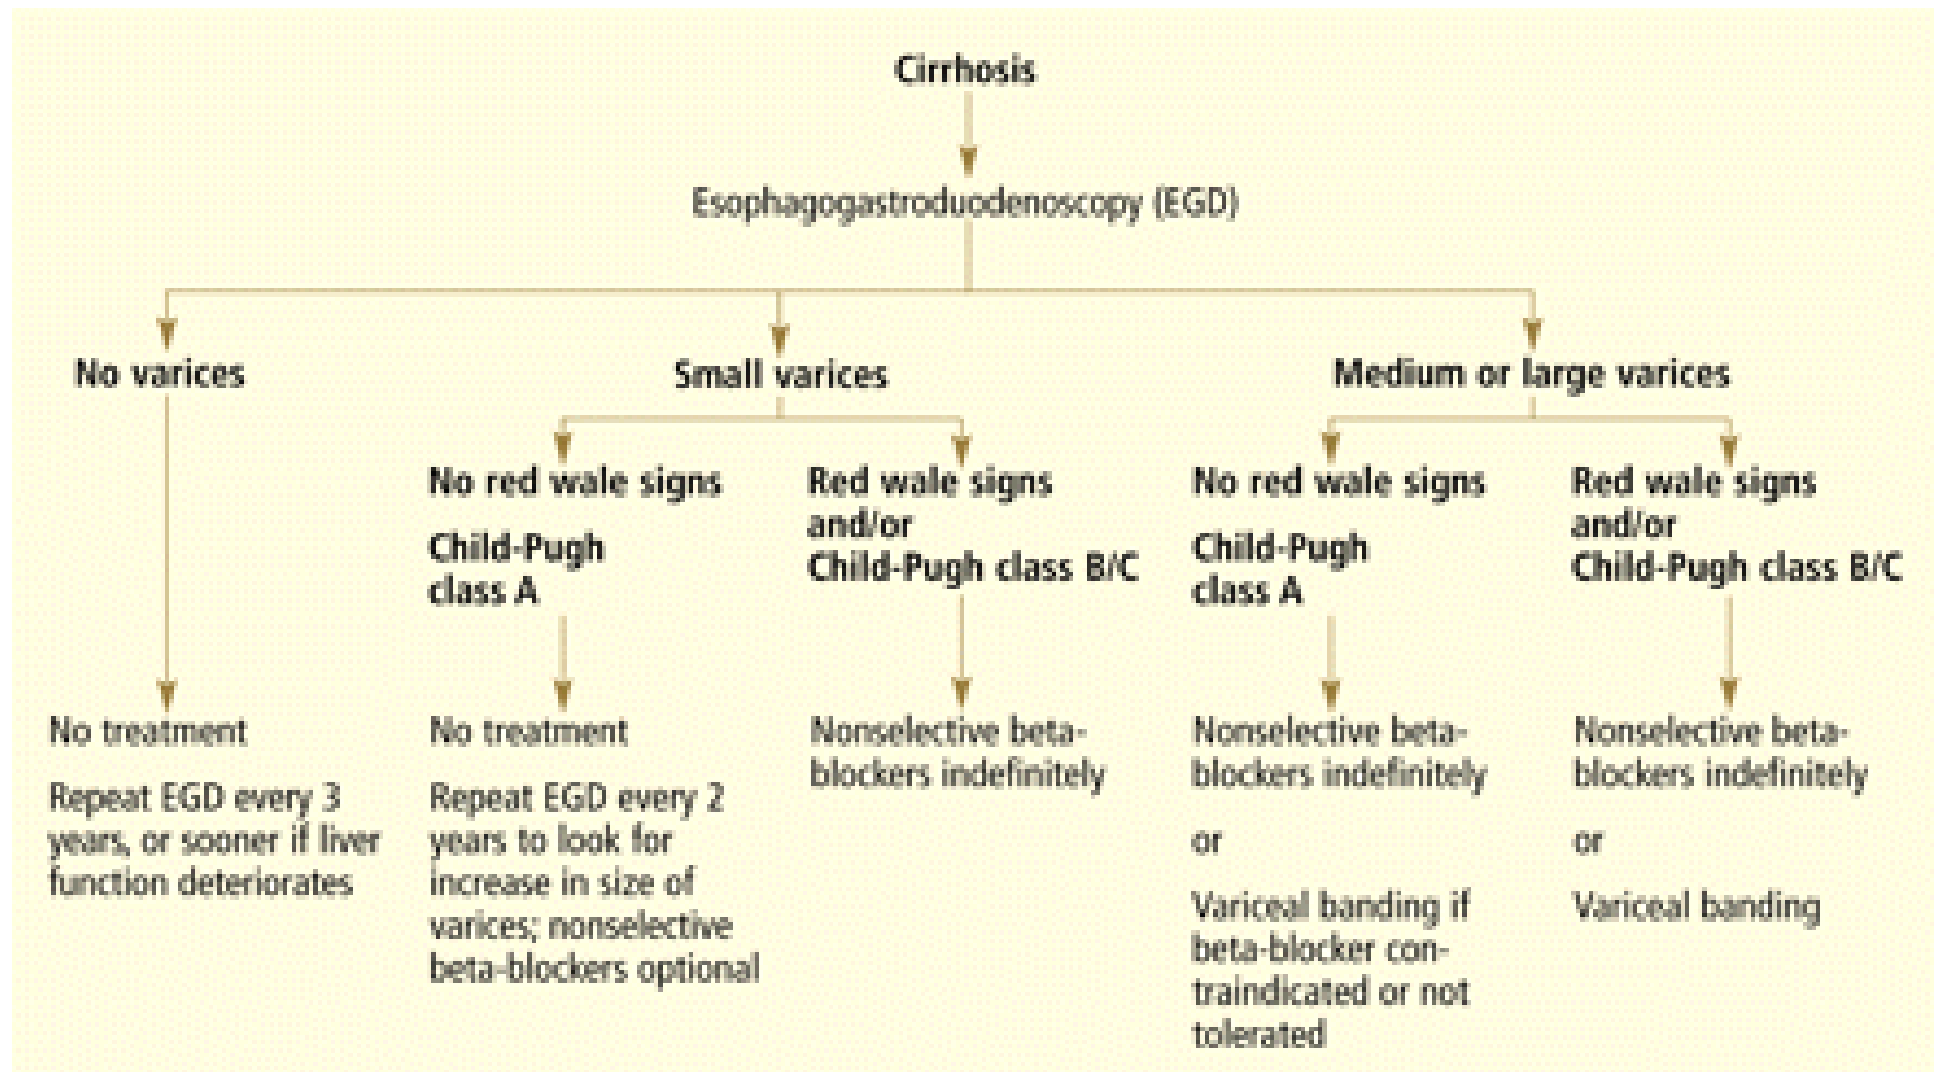 Cirrhosis
Esophagogastroduodenoscopy (EGD)
No varices
Small varices
Medium or large varices
No red wale signs
Child-Pugh
class A
Red wale signs
and/or
Child-Pugh class B/C
No red wale signs
Child-Pugh
class A
Red wale signs
and/or
Child-Pugh class B/C
No treatment
Repeat EGD every 3
years, or sooner if liver
function deteriorates
No treatment
Repeat EGD every 2
years to look for
increase in size of
varices; nonselective
beta-blockers optional
Nonselective beta-
blockers indefinitely
Nonselective beta-
blockers indefinitely
or
Variceal banding if
beta-blocker con-
traindicated or not
tolerated
Nonselective beta-
blockers indefinitely
or
Variceal banding